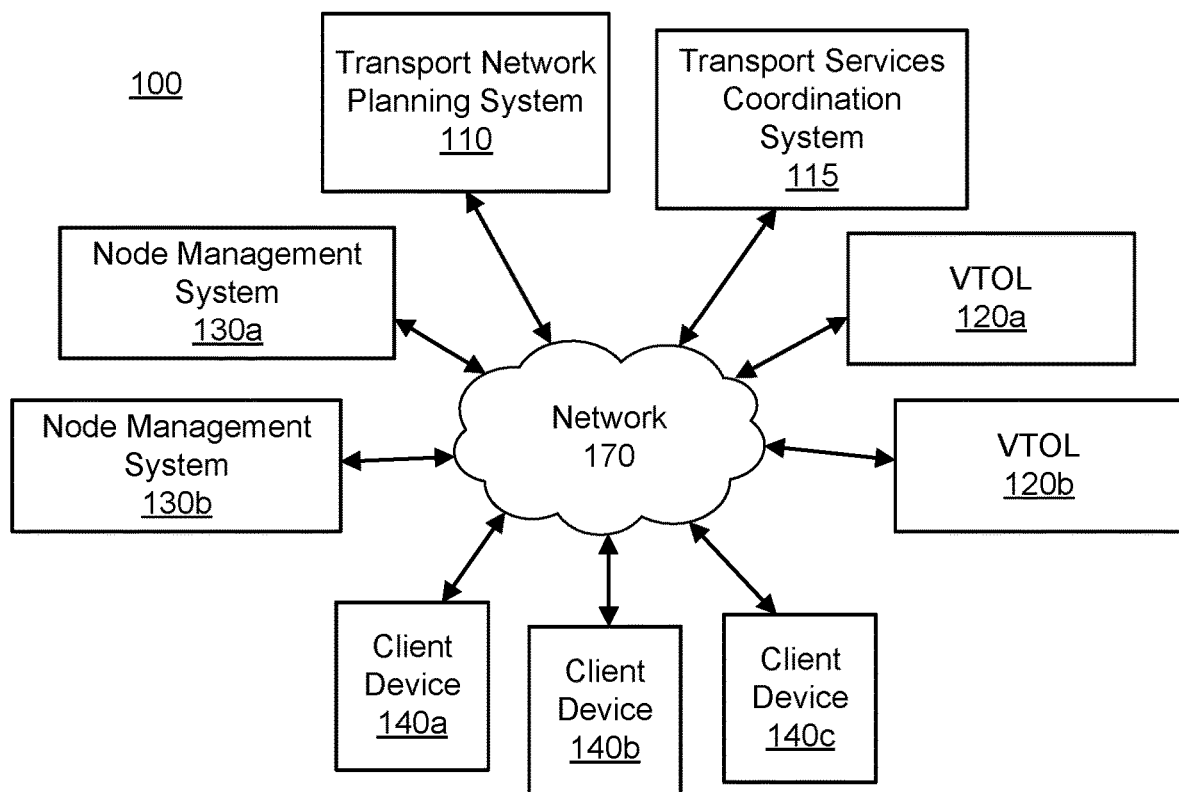 100
Transport Network
Planning System
110
Transport Services
Coordination
System
115
Node Management
System
130a
VTOL
120a
Node Management
System
130b
Network
170
VTOL
120b
Client
Device
140a
Client
Device
140b
Client
Device
140c